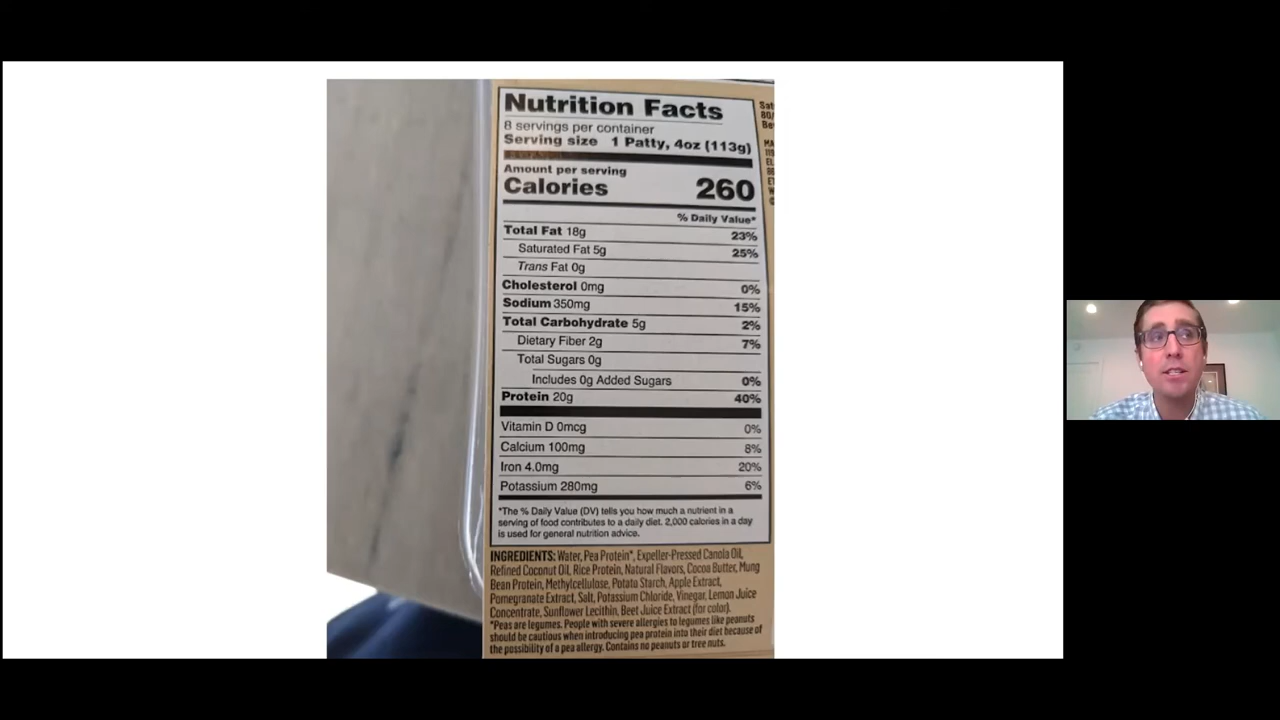 Nutrition Facts
8 servings per container
Serving size 1 Patty, 4oz (113g)
Amount per serving
Calories 260
% Daily Value*
Total Fat 18g 23%
Saturated Fat 5g 25%
Trans Fat 0g
Cholesterol 0mg 0%
Sodium 350mg 15%
Total Carbohydrate 5g 2%
Dietary Fiber 2g 7%
Total Sugars 0g
Includes 0g Added Sugars 0%
Protein 20g 40%
Vitamin D 0mcg 0%
Calcium 100mg 8%
Iron 4.0mg 20%
Potassium 280mg 6%
*The % Daily Value (DV) tells you how much a nutrient in a
serving of food contributes to a daily diet. 2,000 calories in a day
is used for general nutrition advice.
INGREDIENTS: Water, Pea Protein*, Expeller-Pressed Canola Oil,
Refined Coconut Oil, Rice Protein, Natural Flavors, Cocoa Butter, Mung
Bean Protein, Methylcellulose, Potato Starch, Apple Extract,
Pomegranate Extract, Salt, Potassium Chloride, Vinegar, Lemon Juice
Concentrate, Sunflower Lecithin, Beet Juice Extract (for color).
*Peas are legumes. People with severe allergies to legumes like peanuts
should be cautious when introducing pea protein into their diet because of
the possibility of a pea allergy. Contains no peanuts or tree nuts.